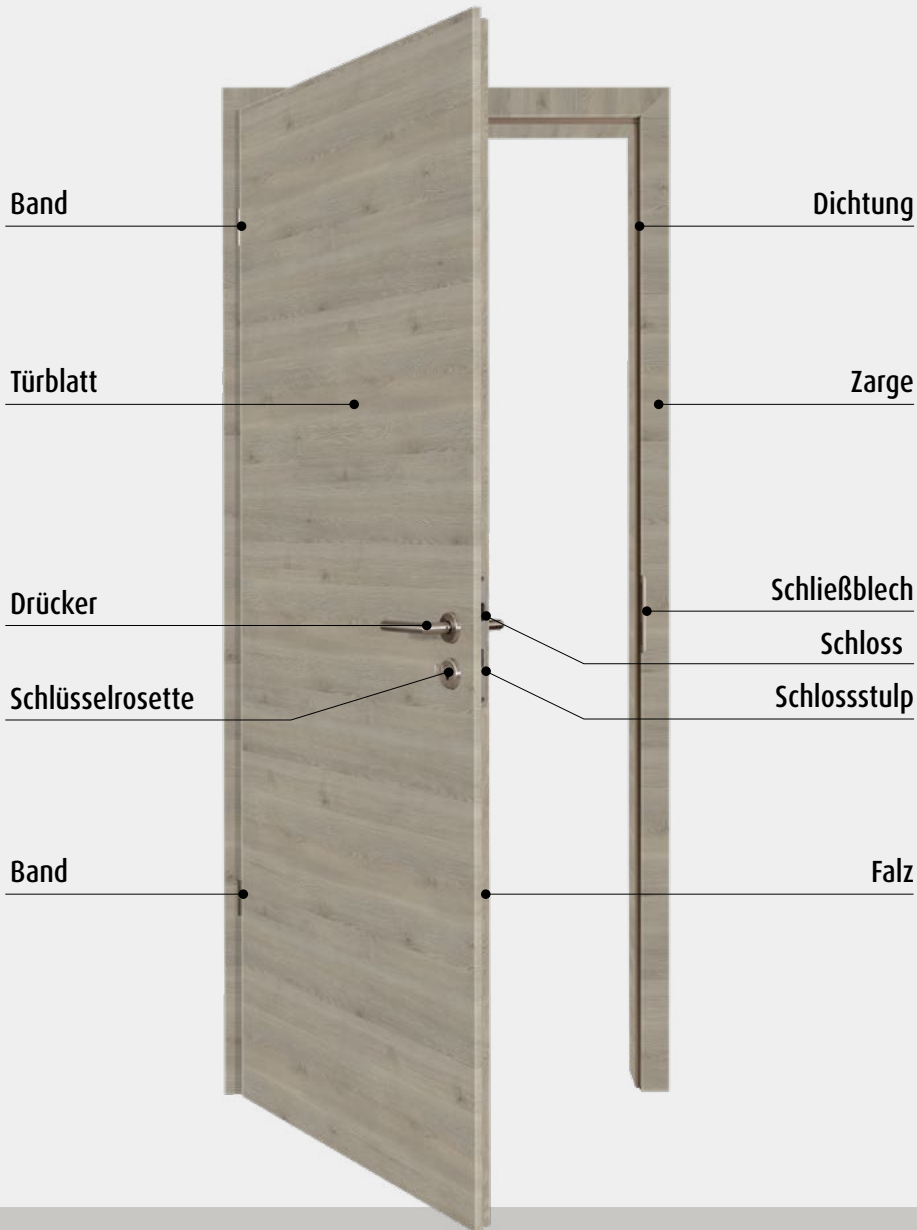 Band
Dichtung
Türblatt
Zarge
Drücker
Schließblech
Schloss
Schlüsselrosette
Schlossstulp
Band
Falz